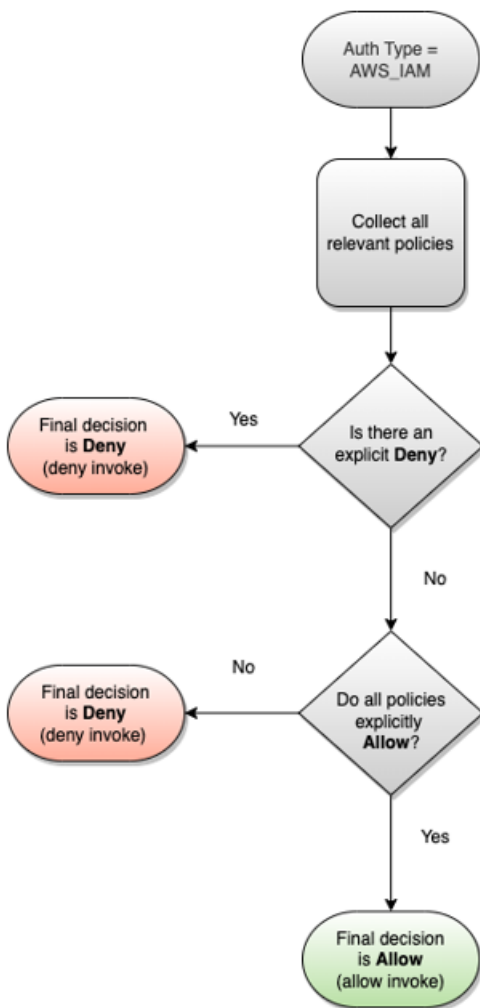 Auth Type =
AWS_IAM
Collect all
relevant policies
Is there an
explicit Deny?
Yes
Final decision
is Deny
(deny invoke)
No
Do all policies
explicitly
Allow?
No
Final decision
is Deny
(deny invoke)
Yes
Final decision
is Allow
(allow invoke)